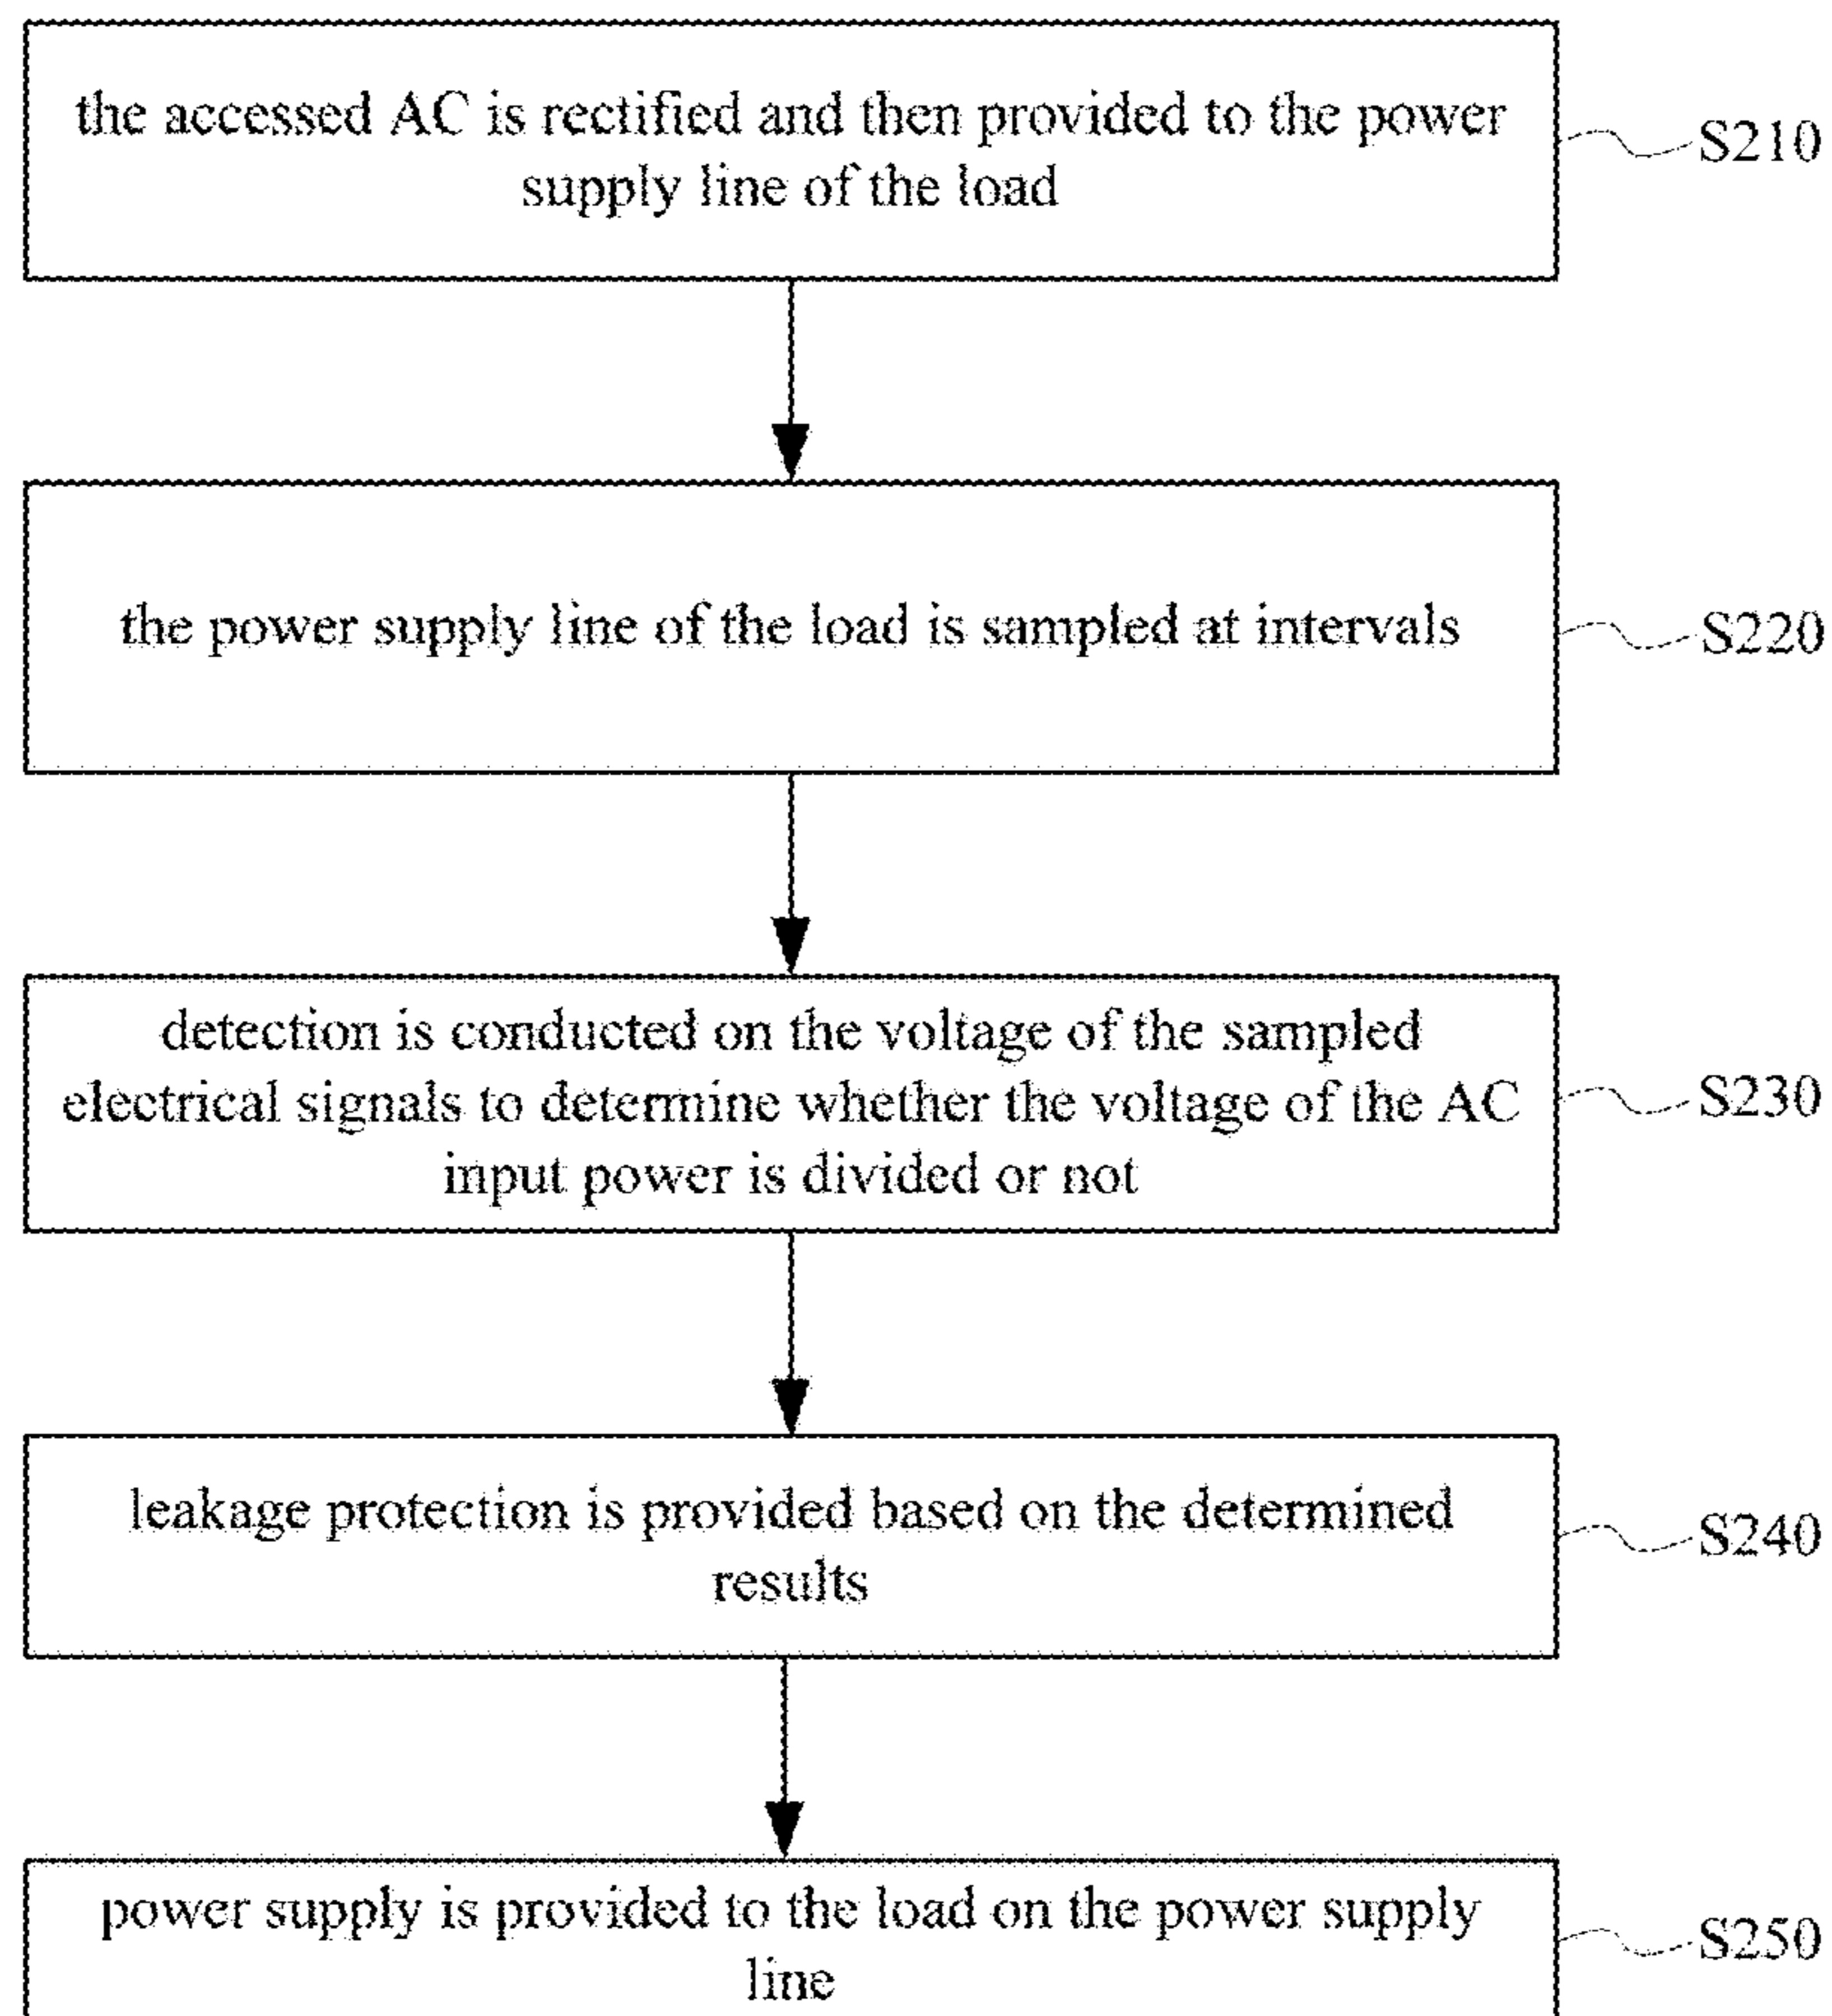 the accessed AC is rectified and then provided to the power
supply line of the load
S210
the power supply line of the load is sampled at intervals
S220
detection is conducted on the voltage of the sampled
electrical signals to determine whether the voltage of the AC
input power is divided or not
S230
leakage protection is provided based on the determined
results
S240
power supply is provided to the load on the power supply
line
S250